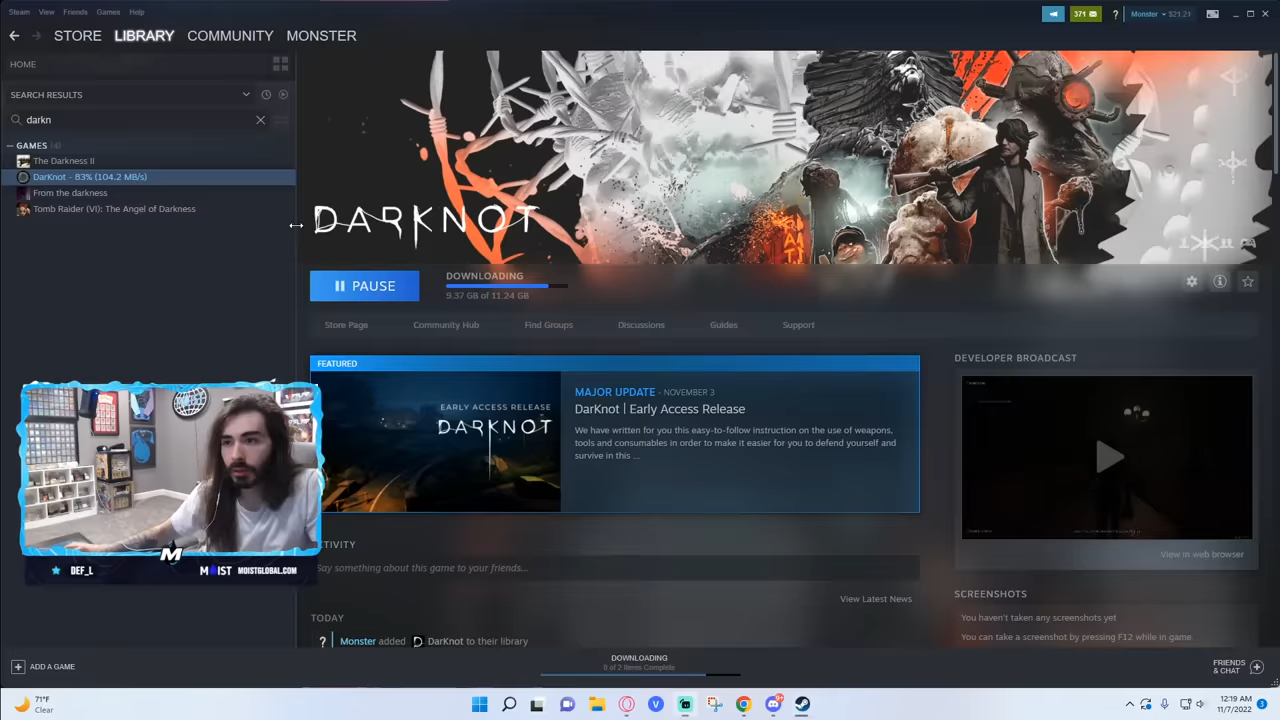 Steam View Friends Games Help
371 ? Monster $21.21
STORE LIBRARY COMMUNITY MONSTER
HOME
SEARCH RESULTS
darkn
GAMES (4)
The Darkness II
DarKnot - 83% (104.2 MB/s)
From the darkness
Tomb Raider (VI): The Angel of Darkness
DARKNOT
PAUSE
DOWNLOADING
9.37 GB of 11.24 GB
Store Page Community Hub Find Groups Discussions Guides Support
FEATURED
EARLY ACCESS RELEASE
DARKNOT
MAJOR UPDATE - NOVEMBER 3
DarKnot | Early Access Release
We have written for you this easy-to-follow instruction on the use of weapons,
tools and consumables in order to make it easier for you to defend yourself and
survive in this ...
DEVELOPER BROADCAST
View in web browser
CTIVITY
Say something about this game to your friends...
View Latest News
TODAY
? Monster added D DarKnot to their library
SCREENSHOTS
You haven't taken any screenshots yet
You can take a screenshot by pressing F12 while in game
M
DEF_L MOIST MOISTGLOBAL.COM
ADD A GAME
DOWNLOADING
0 of 2 Items Complete
FRIENDS
& CHAT
71°F
Clear
V
9+
12:19 AM
11/7/2022
3